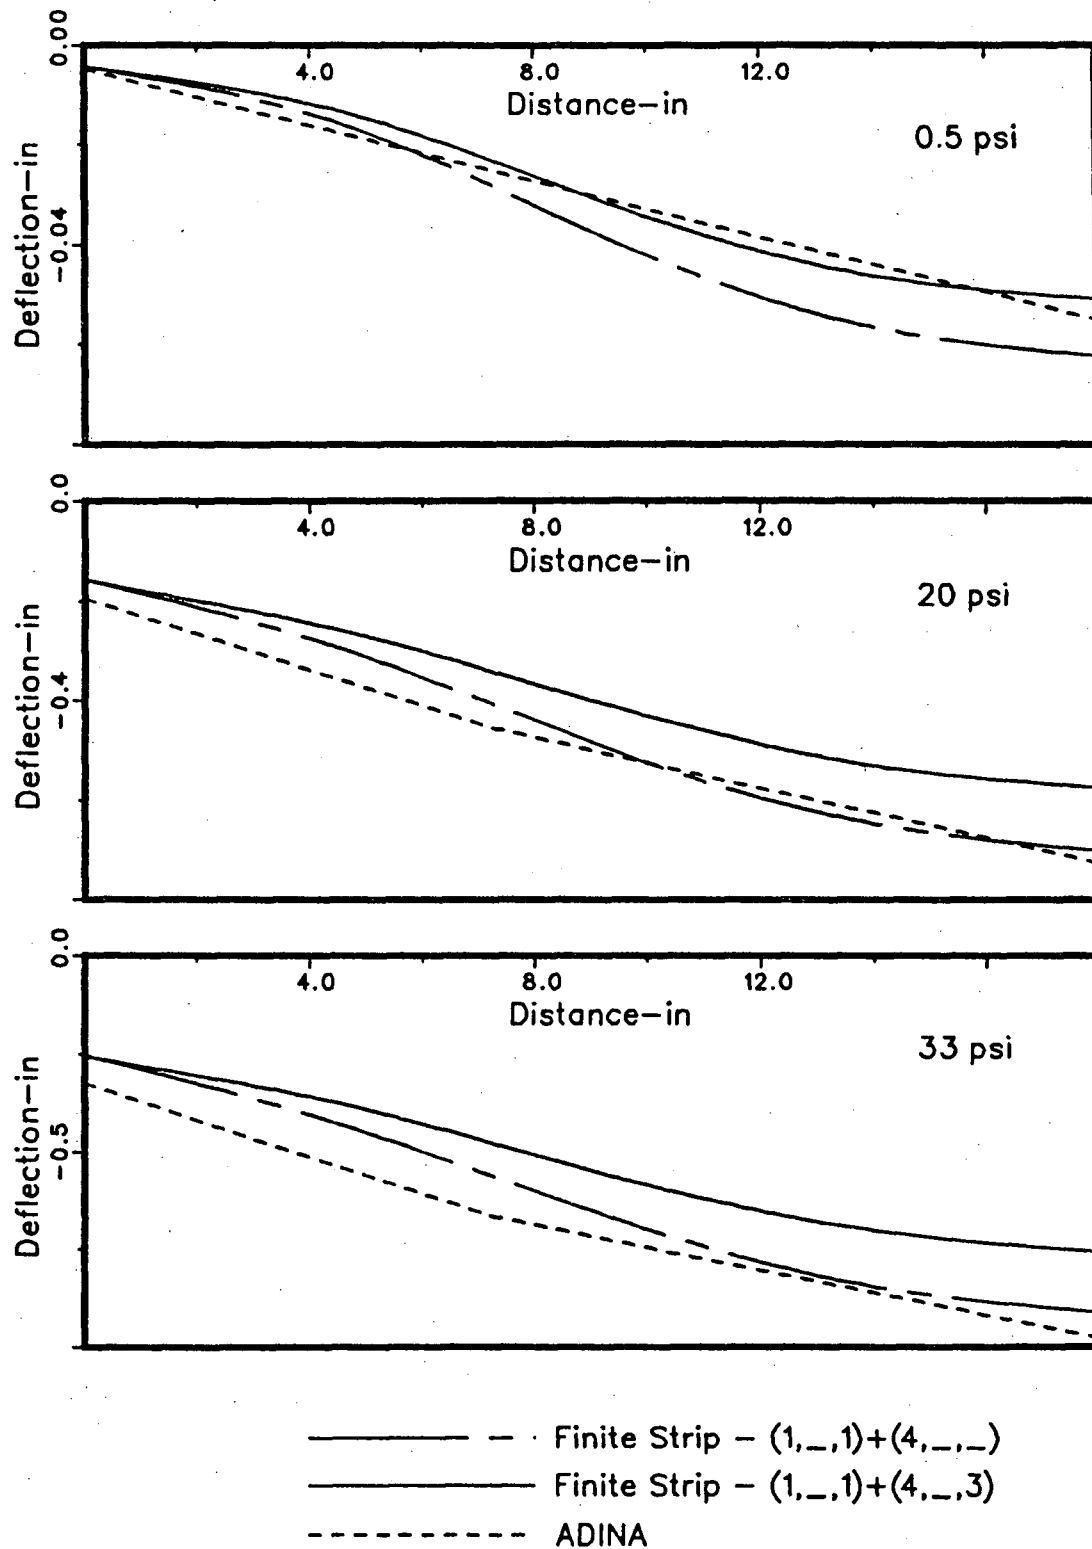 0.00
4.0 8.0 12.0
Distance-in
0.5 psi
Deflection-in
-0.04
0.0
4.0 8.0 12.0
Distance-in
20 psi
Deflection-in
-0.4
0.0
4.0 8.0 12.0
Distance-in
33 psi
Deflection-in
-0.5
Finite Strip - (1,_,1)+(4,_,_)
Finite Strip - (1,_,1)+(4,_,3)
ADINA